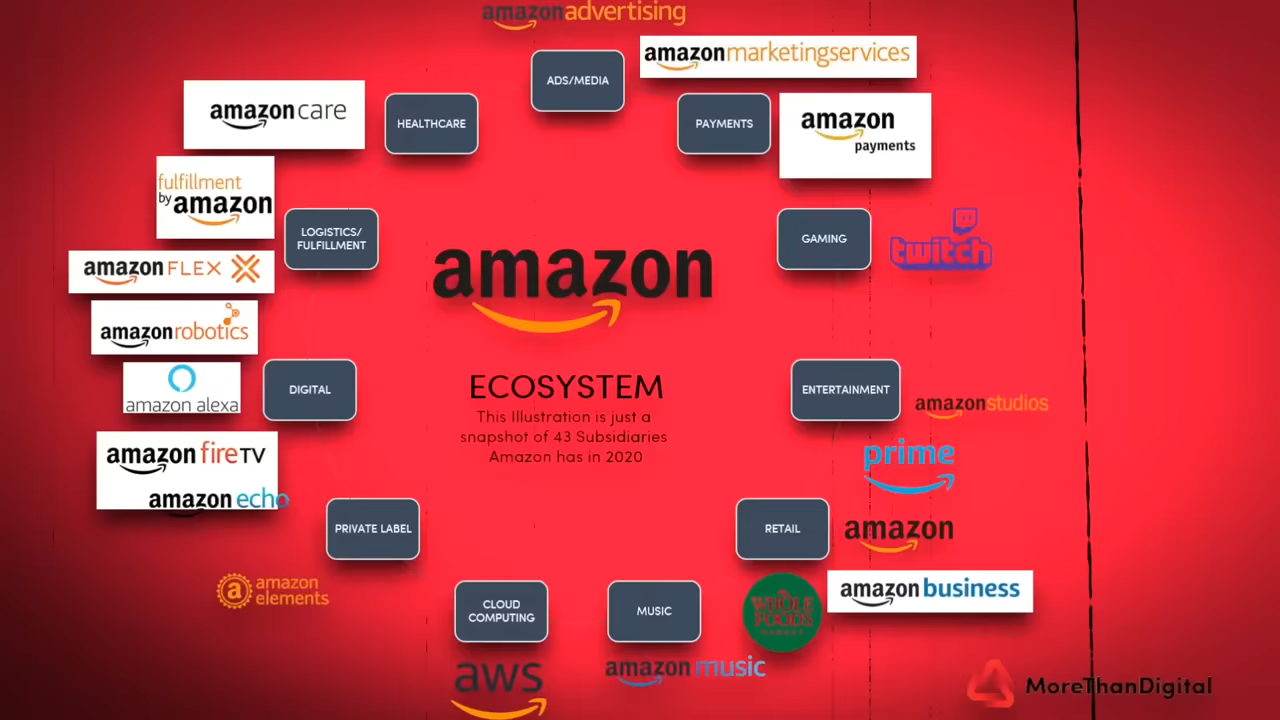 amazonadvertising
amazonmarketingservices
ADS/MEDIA
amazoncare
HEALTHCARE
PAYMENTS
amazon
payments
fulfillment
by amazon
LOGISTICS/
FULFILLMENT
GAMING
twitch
amazon FLEX
amazon
amazonrobotics
amazon alexa
DIGITAL
ECOSYSTEM
This Illustration is just a
snapshot of 43 Subsidiaries
Amazon has in 2020
ENTERTAINMENT
amazonstudios
amazon fireTV
prime
amazon echo
PRIVATE LABEL
RETAIL
amazon
amazon
elements
CLOUD
COMPUTING
MUSIC
WHOLE
FOODS
MARKET
amazon business
aws
amazon music
MoreThanDigital